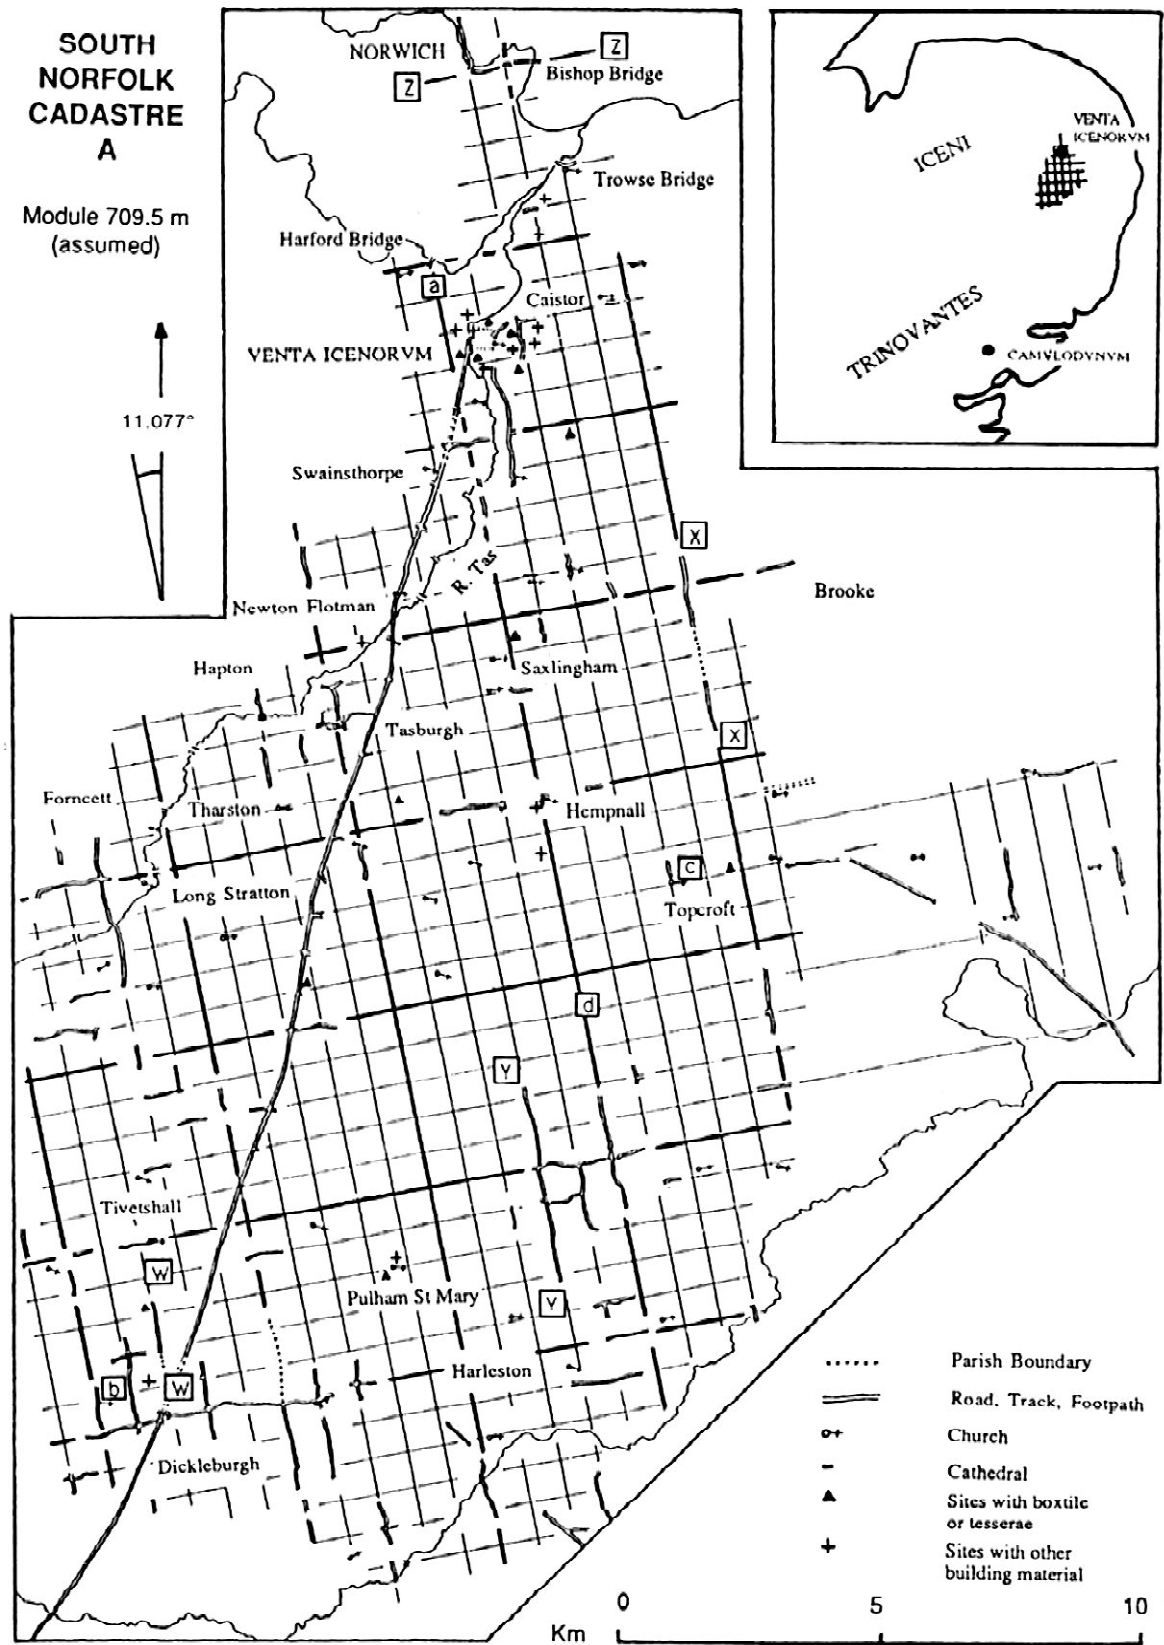 SOUTH
NORFOLK
CADASTRE
A
Module 709.5 m
(assumed)
11,077°
NORWICH
Z
Z
Bishop Bridge
Trowse Bridge
Harford Bridge
a
Caistor
VENTA ICENORVM
Swainsthorpe
X
R. Tas
Brooke
Newton Flotman
Hapton
Saxlingham
Tasburgh
X
Forncett
Tharston
Hempnall
Long Stratton
c
Topcroft
d
Y
Tivetshall
W
Pulham St Mary
Y
b
W
Harleston
Dickleburgh
VENTA
ICENORVM
ICENI
TRINOVANTES
CAMVLODVNVM
Parish Boundary
Road, Track, Footpath
Church
Cathedral
Sites with boxtile
or tesserae
Sites with other
building material
0
5
10
Km